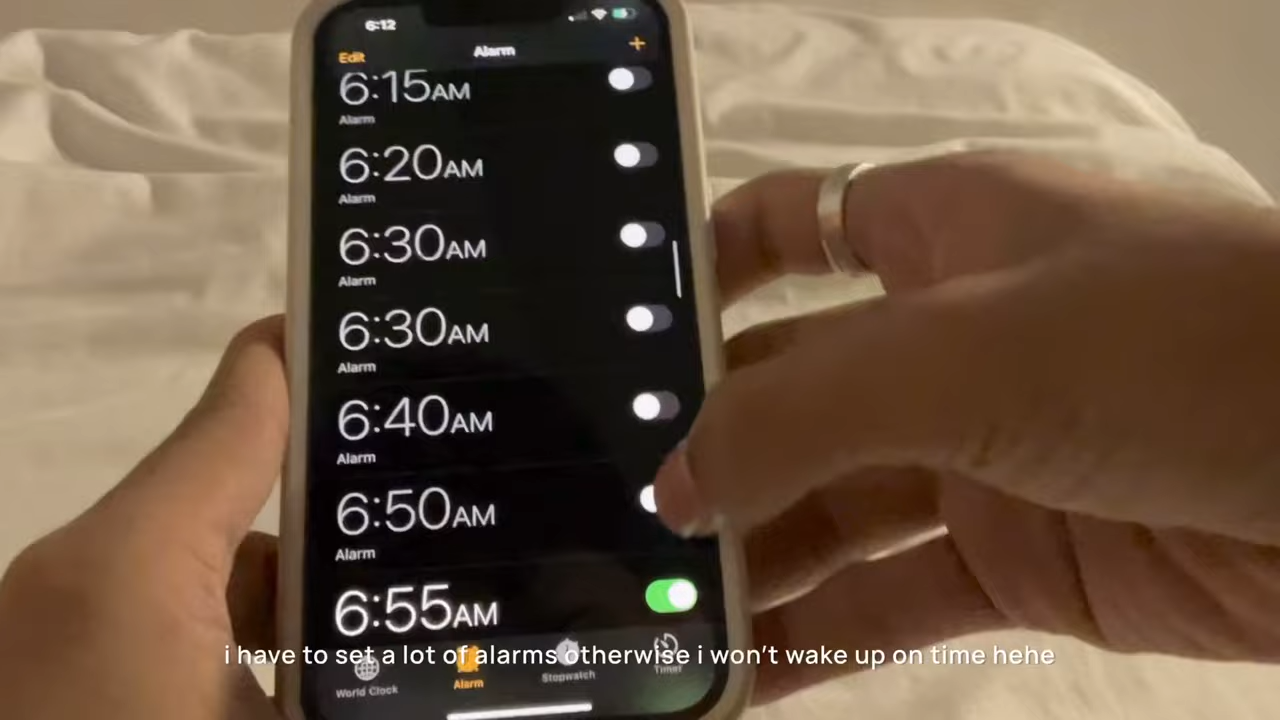 6:12
Edit
Alarm
+
6:15AM
Alarm
6:20AM
Alarm
6:30AM
Alarm
6:30AM
Alarm
6:40AM
Alarm
6:50AM
Alarm
6:55AM
i have to set a lot of alarms otherwise i won't wake up on time hehe
World Clock
Alarm
Stopwatch
Timer